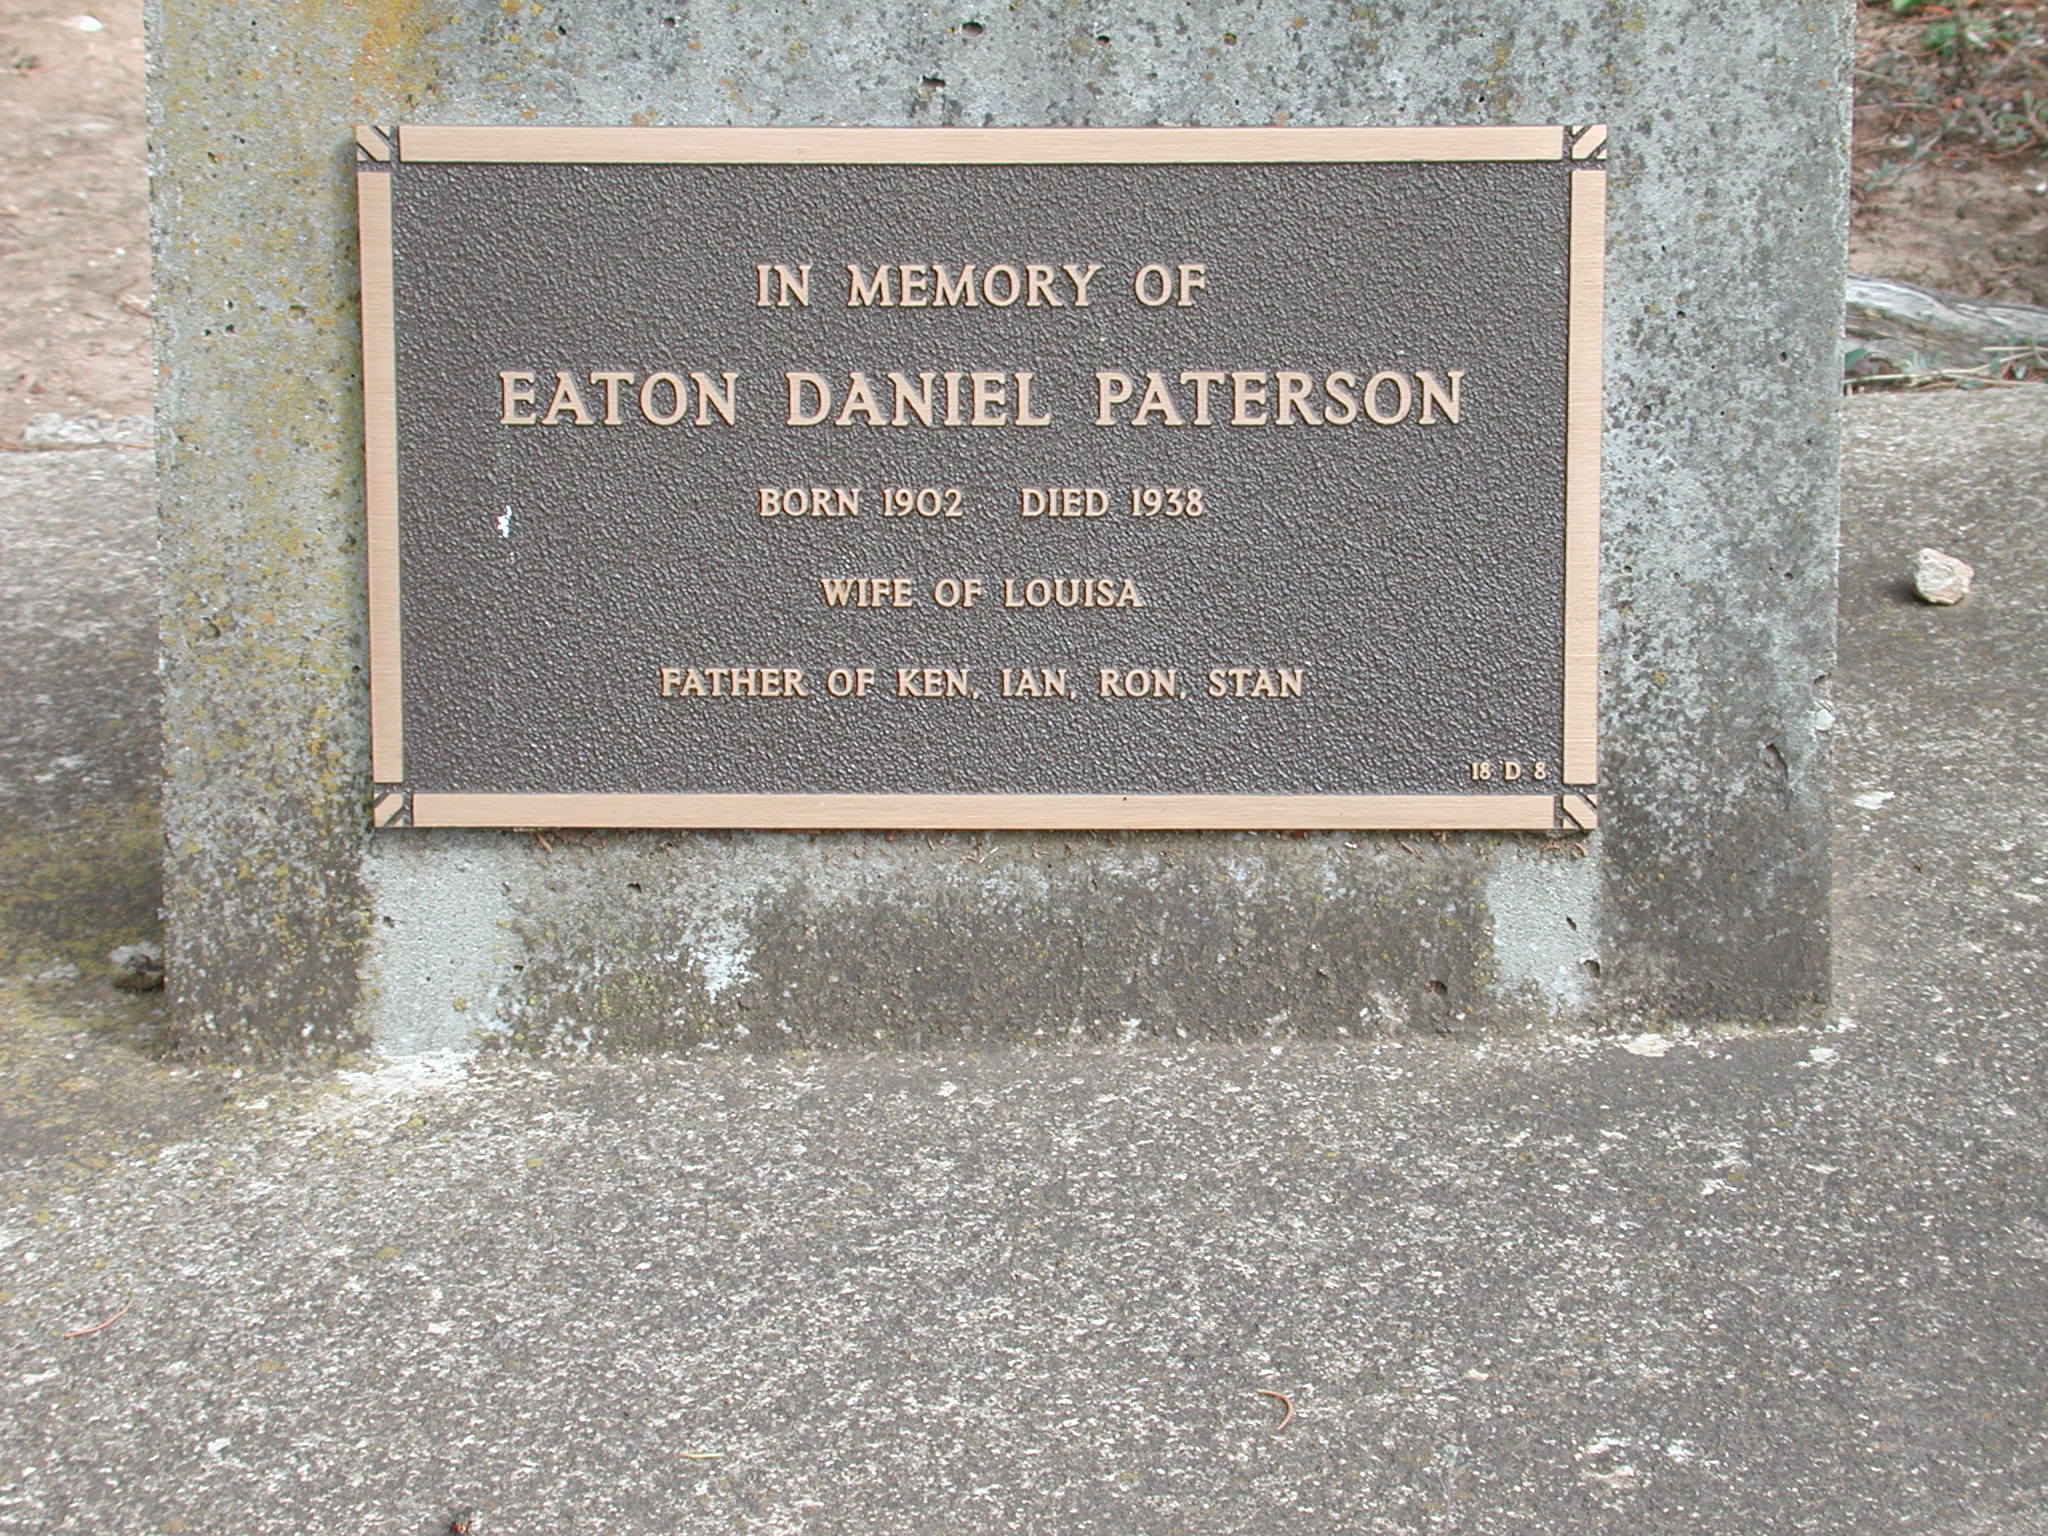 IN MEMORY OF
EATON DANIEL PATERSON
BORN 1902 DIED 1938
WIFE OF LOUISA
FATHER OF KEN, IAN, RON, STAN
18 D 8